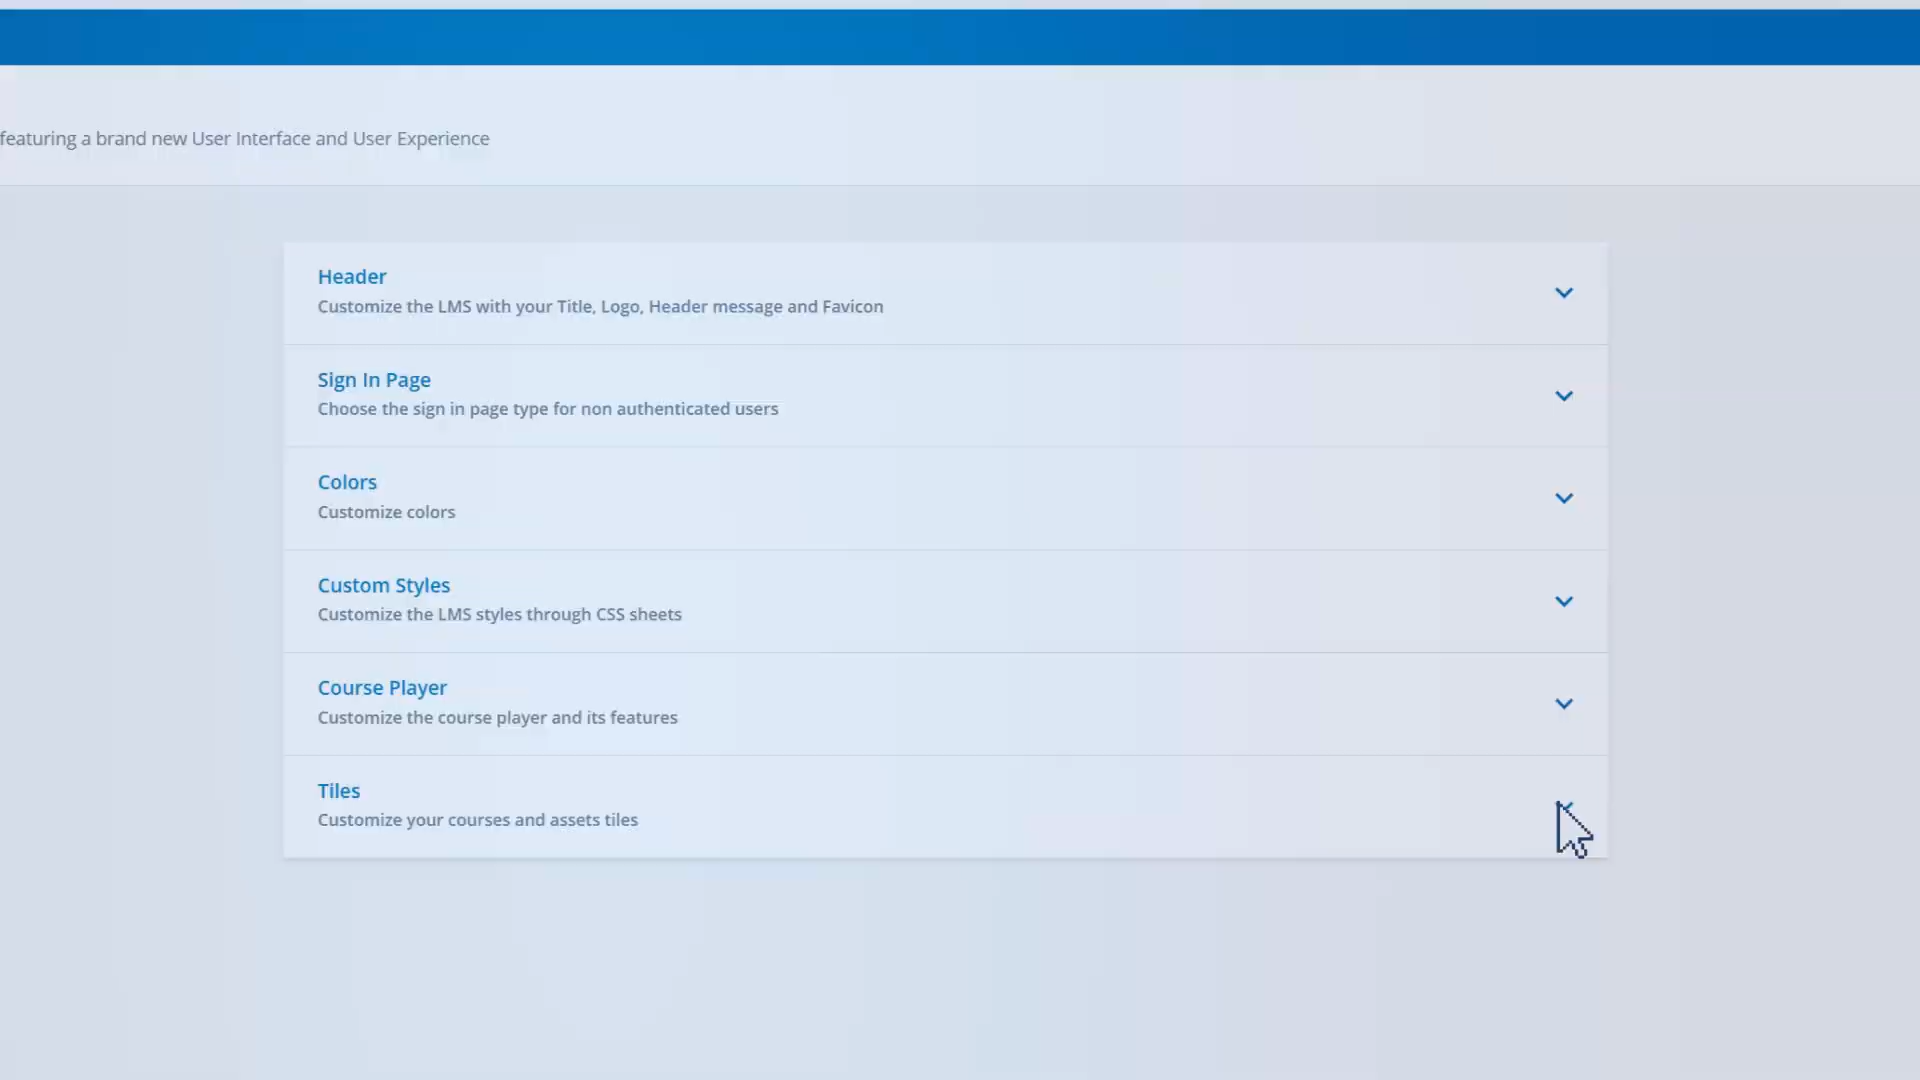 featuring a brand new User Interface and User Experience
Header
Customize the LMS with your Title, Logo, Header message and Favicon
Sign In Page
Choose the sign in page type for non authenticated users
Colors
Customize colors
Custom Styles
Customize the LMS styles through CSS sheets
Course Player
Customize the course player and its features
Tiles
Customize your courses and assets tiles